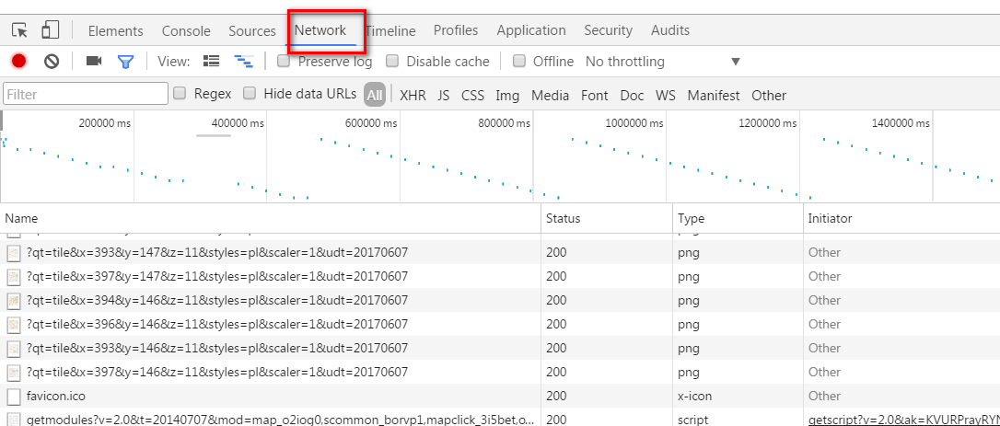 Elements Console Sources Network Timeline Profiles Application Security Audits
View: Preserve log Disable cache Offline No throttling
Filter Regex Hide data URLs All XHR JS CSS Img Media Font Doc WS Manifest Other
200000 ms 400000 ms 600000 ms 800000 ms 1000000 ms 1200000 ms 1400000 ms
Name Status Type Initiator
?qt=tile&x=393&y=147&z=11&styles=pl&scaler=1&udt=20170607 200 png Other
?qt=tile&x=397&y=147&z=11&styles=pl&scaler=1&udt=20170607 200 png Other
?qt=tile&x=394&y=146&z=11&styles=pl&scaler=1&udt=20170607 200 png Other
?qt=tile&x=396&y=146&z=11&styles=pl&scaler=1&udt=20170607 200 png Other
?qt=tile&x=393&y=146&z=11&styles=pl&scaler=1&udt=20170607 200 png Other
?qt=tile&x=397&y=146&z=11&styles=pl&scaler=1&udt=20170607 200 png Other
favicon.ico 200 x-icon Other
getmodules?v=2.0&t=20140707&mod=map_o2iog0,scommon_borvp1,mapclick_3i5bet,o... 200 script getscript?v=2.0&ak=KVURPrayRYN